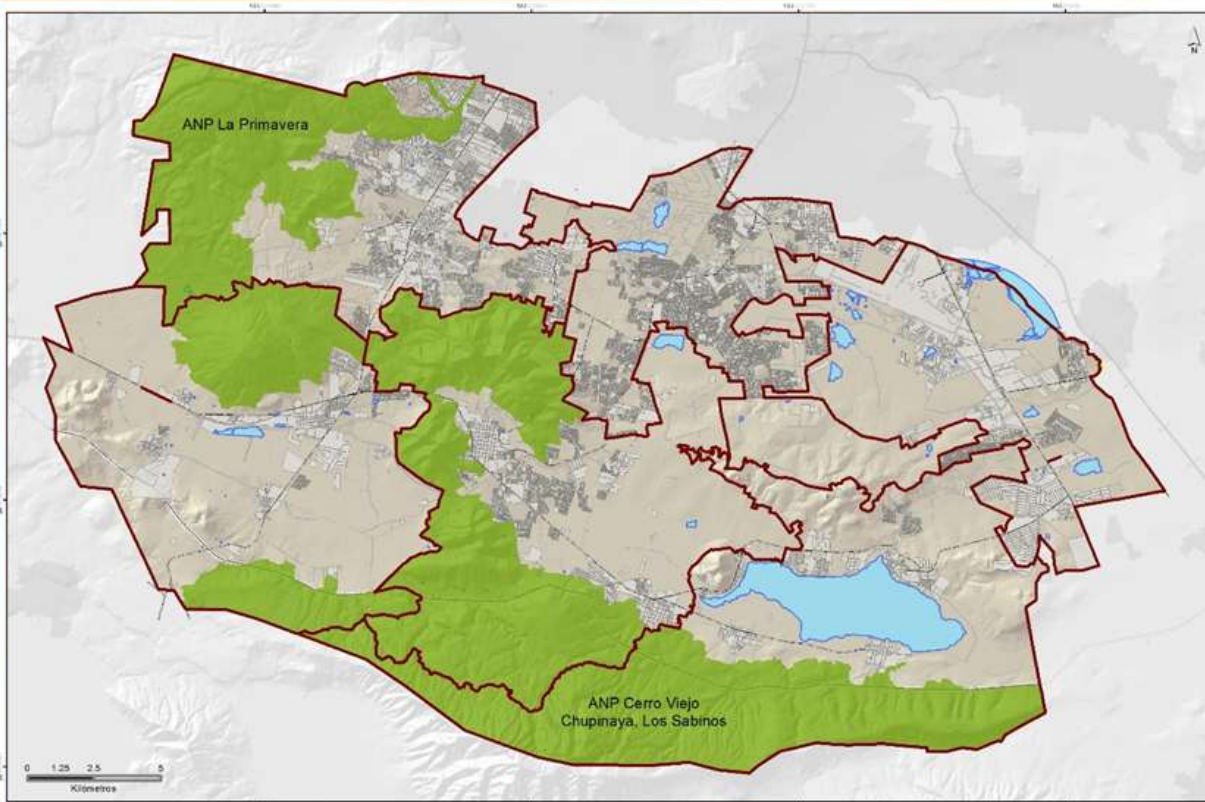 N
ANP La Primavera
ANP Cerro Viejo
Chupinaya, Los Sabinos
0 1.25 2.5 5
Kilómetros